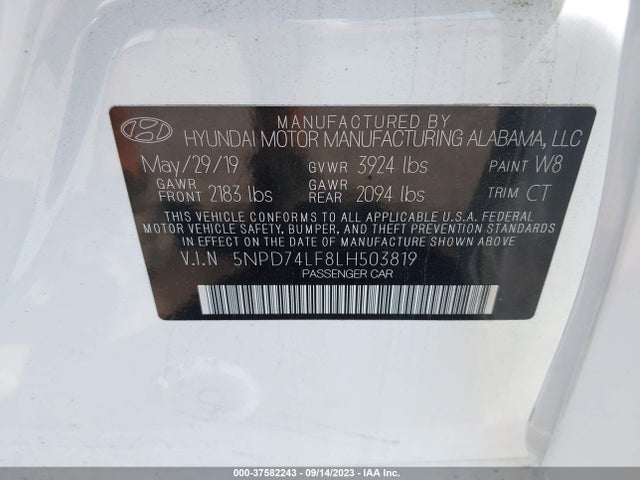 MANUFACTURED BY
HYUNDAI MOTOR MANUFACTURING ALABAMA, LLC
May/29/19 GVWR 3924 lbs PAINT W8
GAWR FRONT 2183 lbs GAWR REAR 2094 lbs TRIM CT
THIS VEHICLE CONFORMS TO ALL APPLICABLE U.S.A. FEDERAL
MOTOR VEHICLE SAFETY, BUMPER, AND THEFT PREVENTION STANDARDS
IN EFFECT ON THE DATE OF MANUFACTURE SHOWN ABOVE.
V.I.N 5NPD74LF8LH503819
PASSENGER CAR
000-37582243 - 09/14/2023 - IAA Inc.